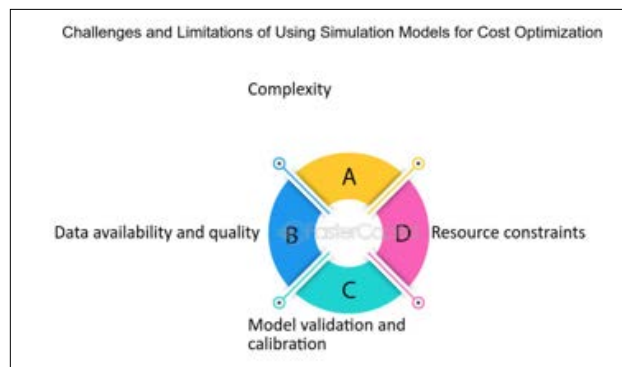 Challenges and Limitations of Using Simulation Models for Cost Optimization
Complexity
A
Data availability and quality
B
D
Resource constraints
C
Model validation and
calibration